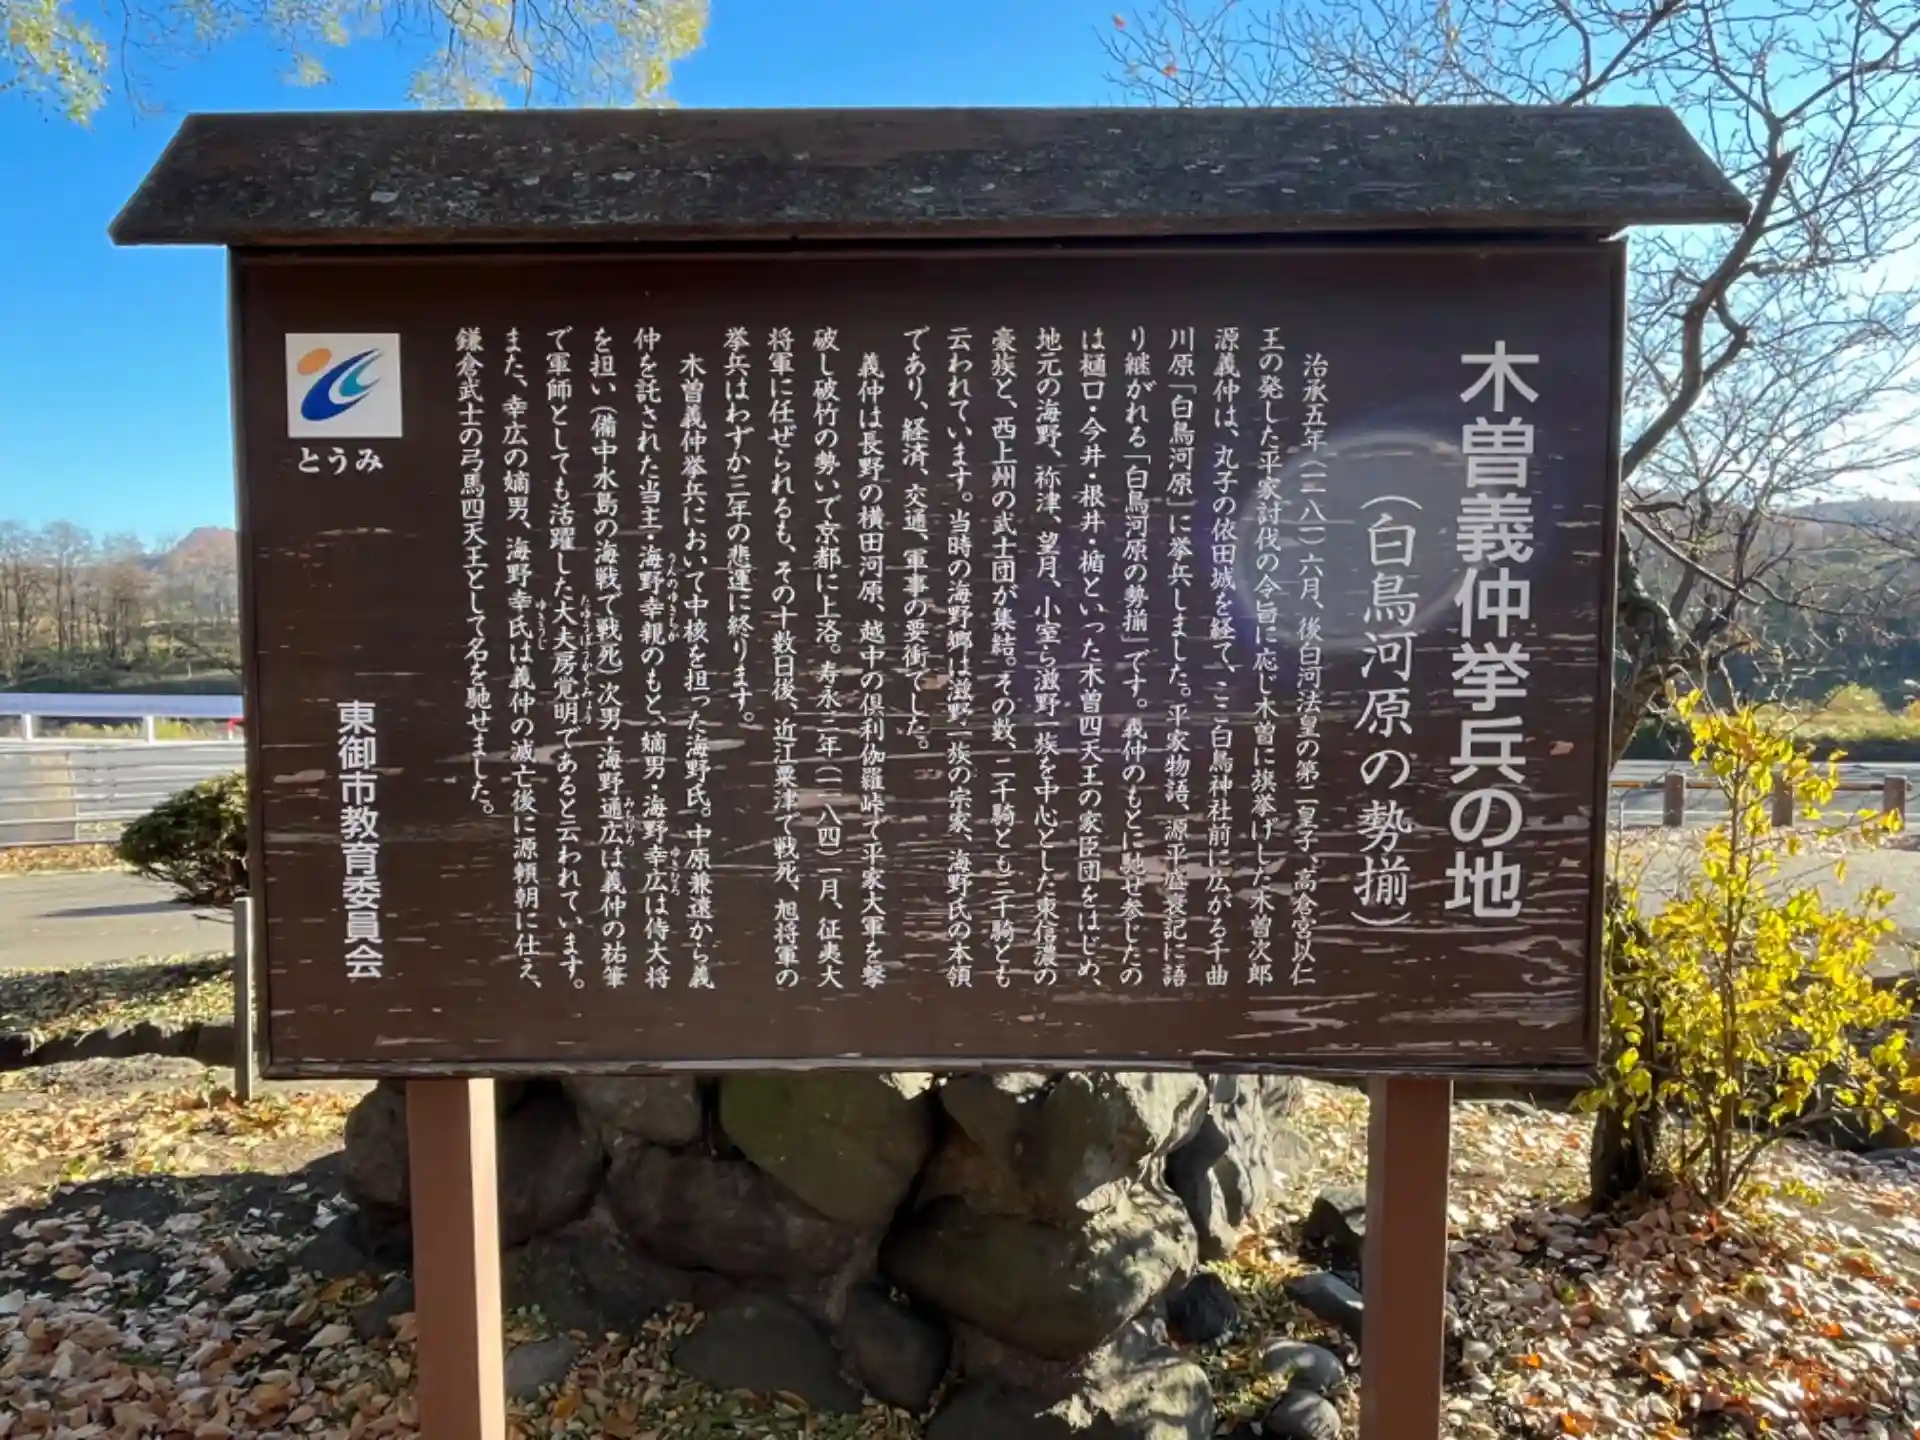 木曽義仲挙兵の地
（白鳥河原の勢揃）
治承五年（一一八一）六月、後白河法皇の第二皇子、高倉宮以仁
王の発した平家討伐の令旨に応じ木曽に旗挙げした木曽次郎
源義仲は、丸子の依田城を経て、ここ白鳥神社前に広がる千曲
川原「白鳥河原」に挙兵しました。平家物語、源平盛衰記に語
り継がれる「白鳥河原の勢揃」です。義仲のもとに馳せ参じたの
は樋口・今井・根井・楯といった木曽四天王の家臣団をはじめ、
地元の海野、祢津、望月、小室ら滋野一族を中心とした東信濃の
豪族と、西上州の武士団が集結。その数、二千騎とも三千騎とも
云われています。当時の海野郷は滋野一族の宗家、海野氏の本領
であり、経済、交通、軍事の要衝でした。
義仲は長野の横田河原、越中の倶利伽羅峠で平家大軍を撃
破し破竹の勢いで京都に上洛。寿永三年（一一八四）一月、征夷大
将軍に任ぜられるも、その十数日後、近江粟津で戦死、旭将軍の
挙兵はわずか三年の悲運に終ります。
木曽義仲挙兵において中核を担った海野氏。中原兼遠から義
仲を託された当主・海野幸親のもと、嫡男・海野幸広は侍大将
を担い（備中水島の海戦で戦死）次男・海野通広は義仲の祐筆
で軍師としても活躍した大夫房覚明であると云われています。
また、幸広の嫡男、海野幸氏は義仲の滅亡後に源頼朝に仕え、
鎌倉武士の弓馬四天王として名を馳せました。
とうみ
東御市教育委員会